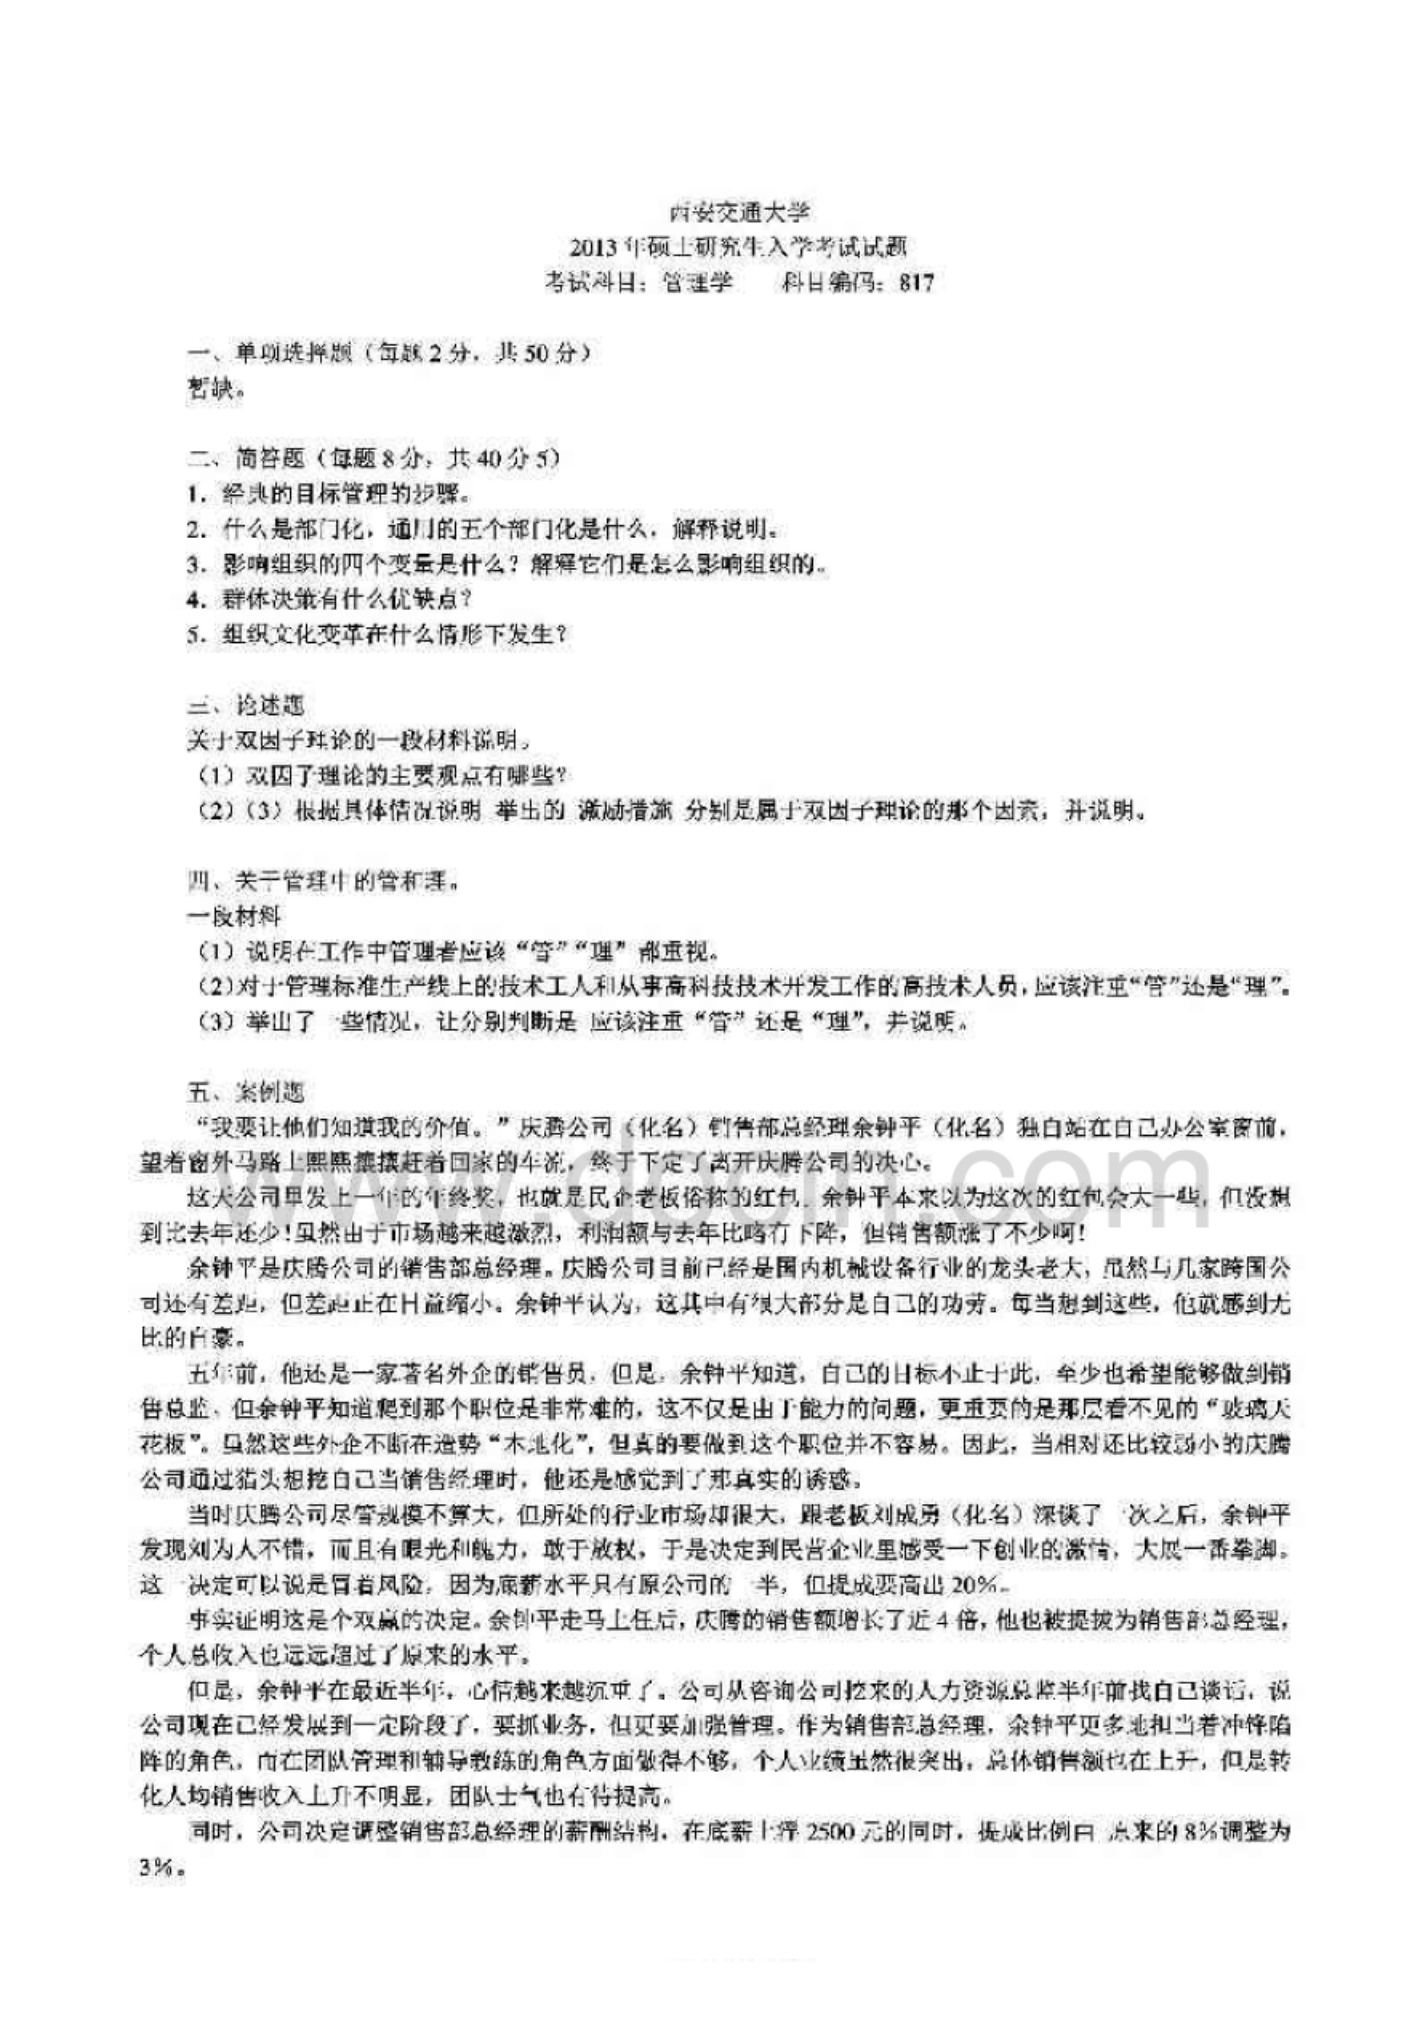 西安交通大学
2013 年硕士研究生入学考试试题
考试科目：管理学 科目编码：817
一、单项选择题（每题 2 分，共 50 分）
暂缺。
二、简答题（每题 8 分，共 40 分 5）
1．经典的目标管理的步骤。
2．什么是部门化，通用的五个部门化是什么，解释说明。
3．影响组织的四个变量是什么？解释它们是怎么影响组织的。
4．群体决策有什么优缺点？
5．组织文化变革在什么情形下发生？
三、论述题
关于双因子理论的一段材料说明。
（1）双因子理论的主要观点有哪些？
（2）（3）根据具体情况说明 举出的 激励措施 分别是属于双因子理论的那个因素，并说明。
四、关于管理中的管和理。
一段材料
（1）说明在工作中管理者应该“管”“理”都重视。
（2）对于管理标准生产线上的技术工人和从事高科技技术开发工作的高技术人员，应该注重“管”还是“理”。
（3）举出了一些情况，让分别判断是 应该注重“管”还是“理”，并说明。
五、案例题
“我要让他们知道我的价值。”庆腾公司（化名）销售部总经理余钟平（化名）独自站在自己办公室窗前，
望着窗外马路上熙熙攘攘赶着回家的车流，终于下定了离开庆腾公司的决心。
这天公司里发上一年的年终奖，也就是民企老板俗称的红包。余钟平本来以为这次的红包会大一些，但没想
到比去年还少！虽然由于市场越来越激烈，利润额与去年比略有下降，但销售额涨了不少啊！
余钟平是庆腾公司的销售部总经理。庆腾公司目前已经是国内机械设备行业的龙头老大，虽然与几家跨国公
司还有差距，但差距正在日益缩小。余钟平认为，这其中有很大部分是自己的功劳。每当想到这些，他就感到无
比的自豪。
五年前，他还是一家著名外企的销售员，但是，余钟平知道，自己的目标不止于此，至少也希望能够做到销
售总监，但余钟平知道爬到那个职位是非常难的，这不仅是由于能力的问题，更重要的是那层看不见的“玻璃天
花板”。虽然这些外企不断在造势“本地化”，但真的要做到这个职位并不容易。因此，当相对还比较弱小的庆腾
公司通过猎头想挖自己当销售经理时，他还是感觉到了那真实的诱惑。
当时庆腾公司尽管规模不算大，但所处的行业市场却很大，跟老板刘成勇（化名）深谈了一次之后，余钟平
发现刘为人不错，而且有眼光和魄力，敢于放权，于是决定到民营企业里感受一下创业的激情，大展一番拳脚。
这一决定可以说是冒着风险，因为底薪水平只有原公司的一半，但提成要高出 20%。
事实证明这是个双赢的决定。余钟平走马上任后，庆腾的销售额增长了近 4 倍，他也被提拔为销售部总经理，
个人总收入也远远超过了原来的水平。
但是，余钟平在最近半年，心情越来越沉重了。公司从咨询公司挖来的人力资源总监半年前找自己谈话，说
公司现在已经发展到一定阶段了，要抓业务，但更要加强管理。作为销售部总经理，余钟平更多地担当着冲锋陷
阵的角色，而在团队管理和辅导教练的角色方面做得不够，个人业绩虽然很突出，总体销售额也在上升，但是转
化人均销售收入上升不明显，团队士气也有待提高。
同时，公司决定调整销售部总经理的薪酬结构，在底薪上浮 2500 元的同时，提成比例由 原来的 8%调整为
3%。
www.docin.com